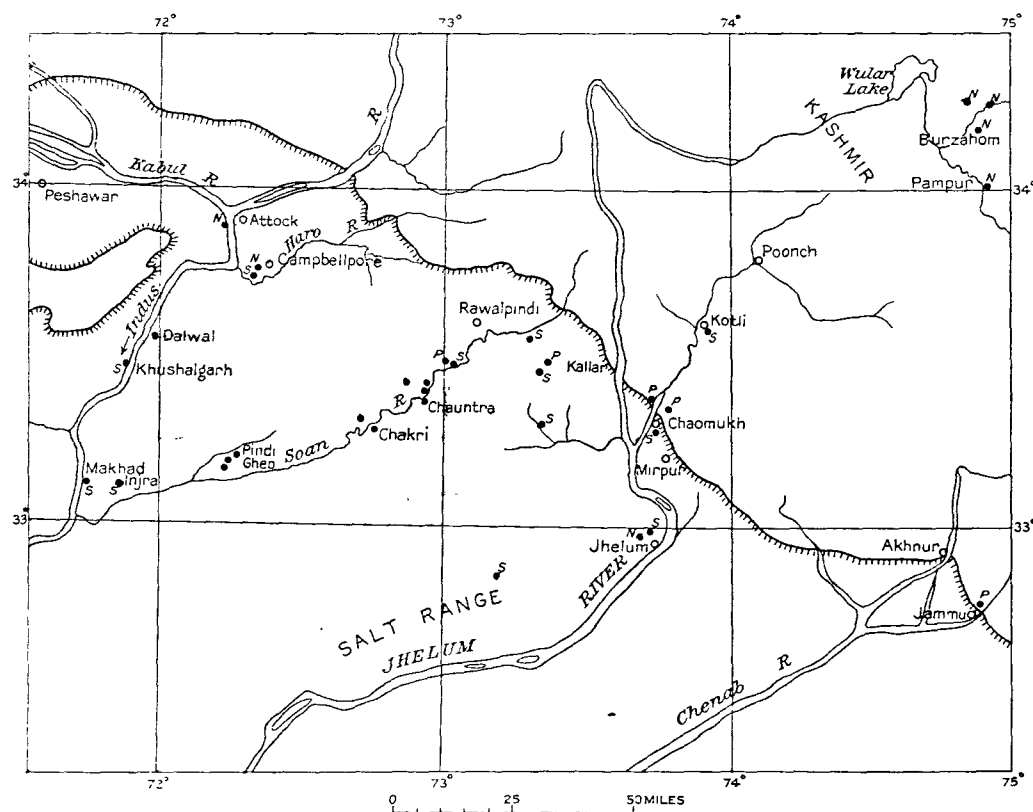 72° 73° 74° 75°
Wular
Lake
KASHMIR
N N
N
Burzahom
R
Kabul R
34° 34°
Peshawar
Pampur N
N Attock
Haro R
N
S Campbellpore
Poonch
Indus
Rawalpindi
Kotli
S
Dalwal
S
P S
P
S Kallar
S Khushalgarh
P P
R
Chauntra
S
Chaomukh
S
Chakri
Soan
Pindi
Gheb
Mirpur
Makhad
S
Injra
S
33° 33°
N S
Jhelum
Akhnur
S
P
Jammu
SALT RANGE
RIVER
JHELUM
Chenab R
72° 73° 74° 75°
0 25 50 MILES